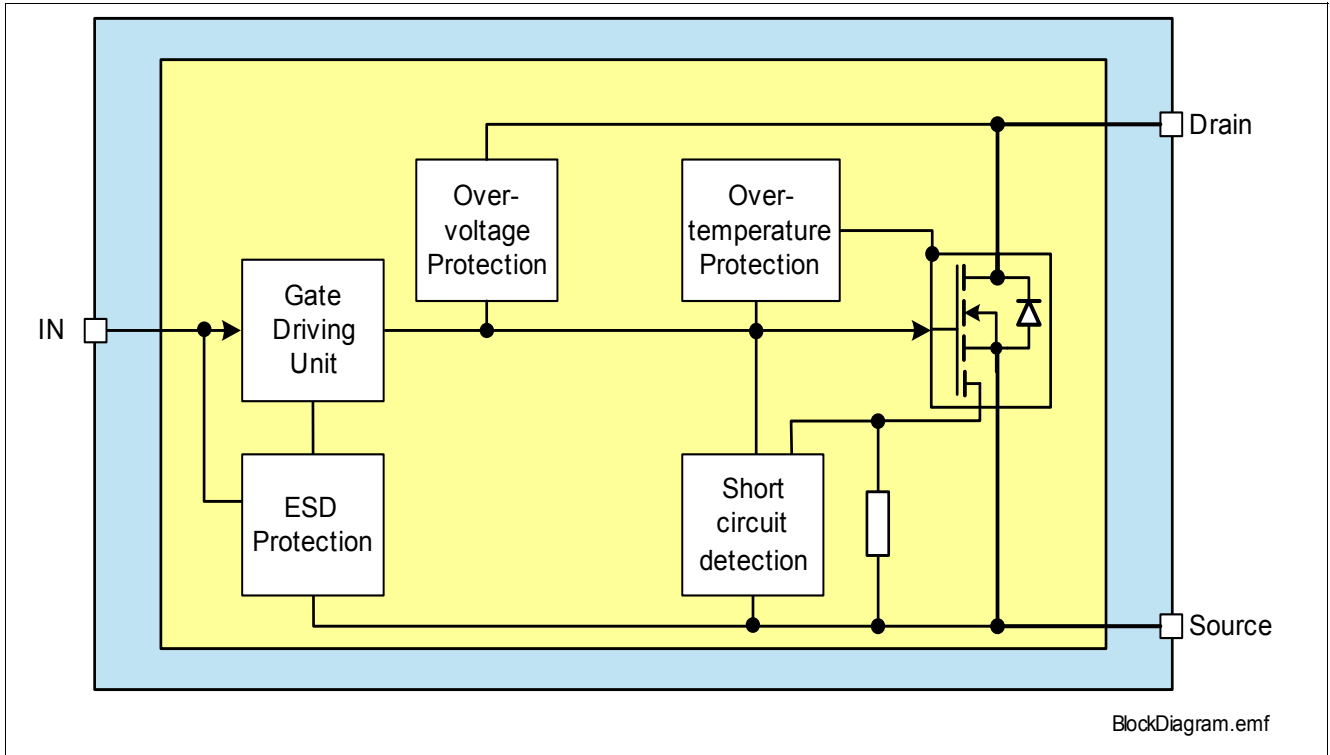 Drain
Over-
voltage
Protection
Over-
temperature
Protection
Gate
Driving
Unit
IN
ESD
Protection
Short
circuit
detection
Source
BlockDiagram.emf